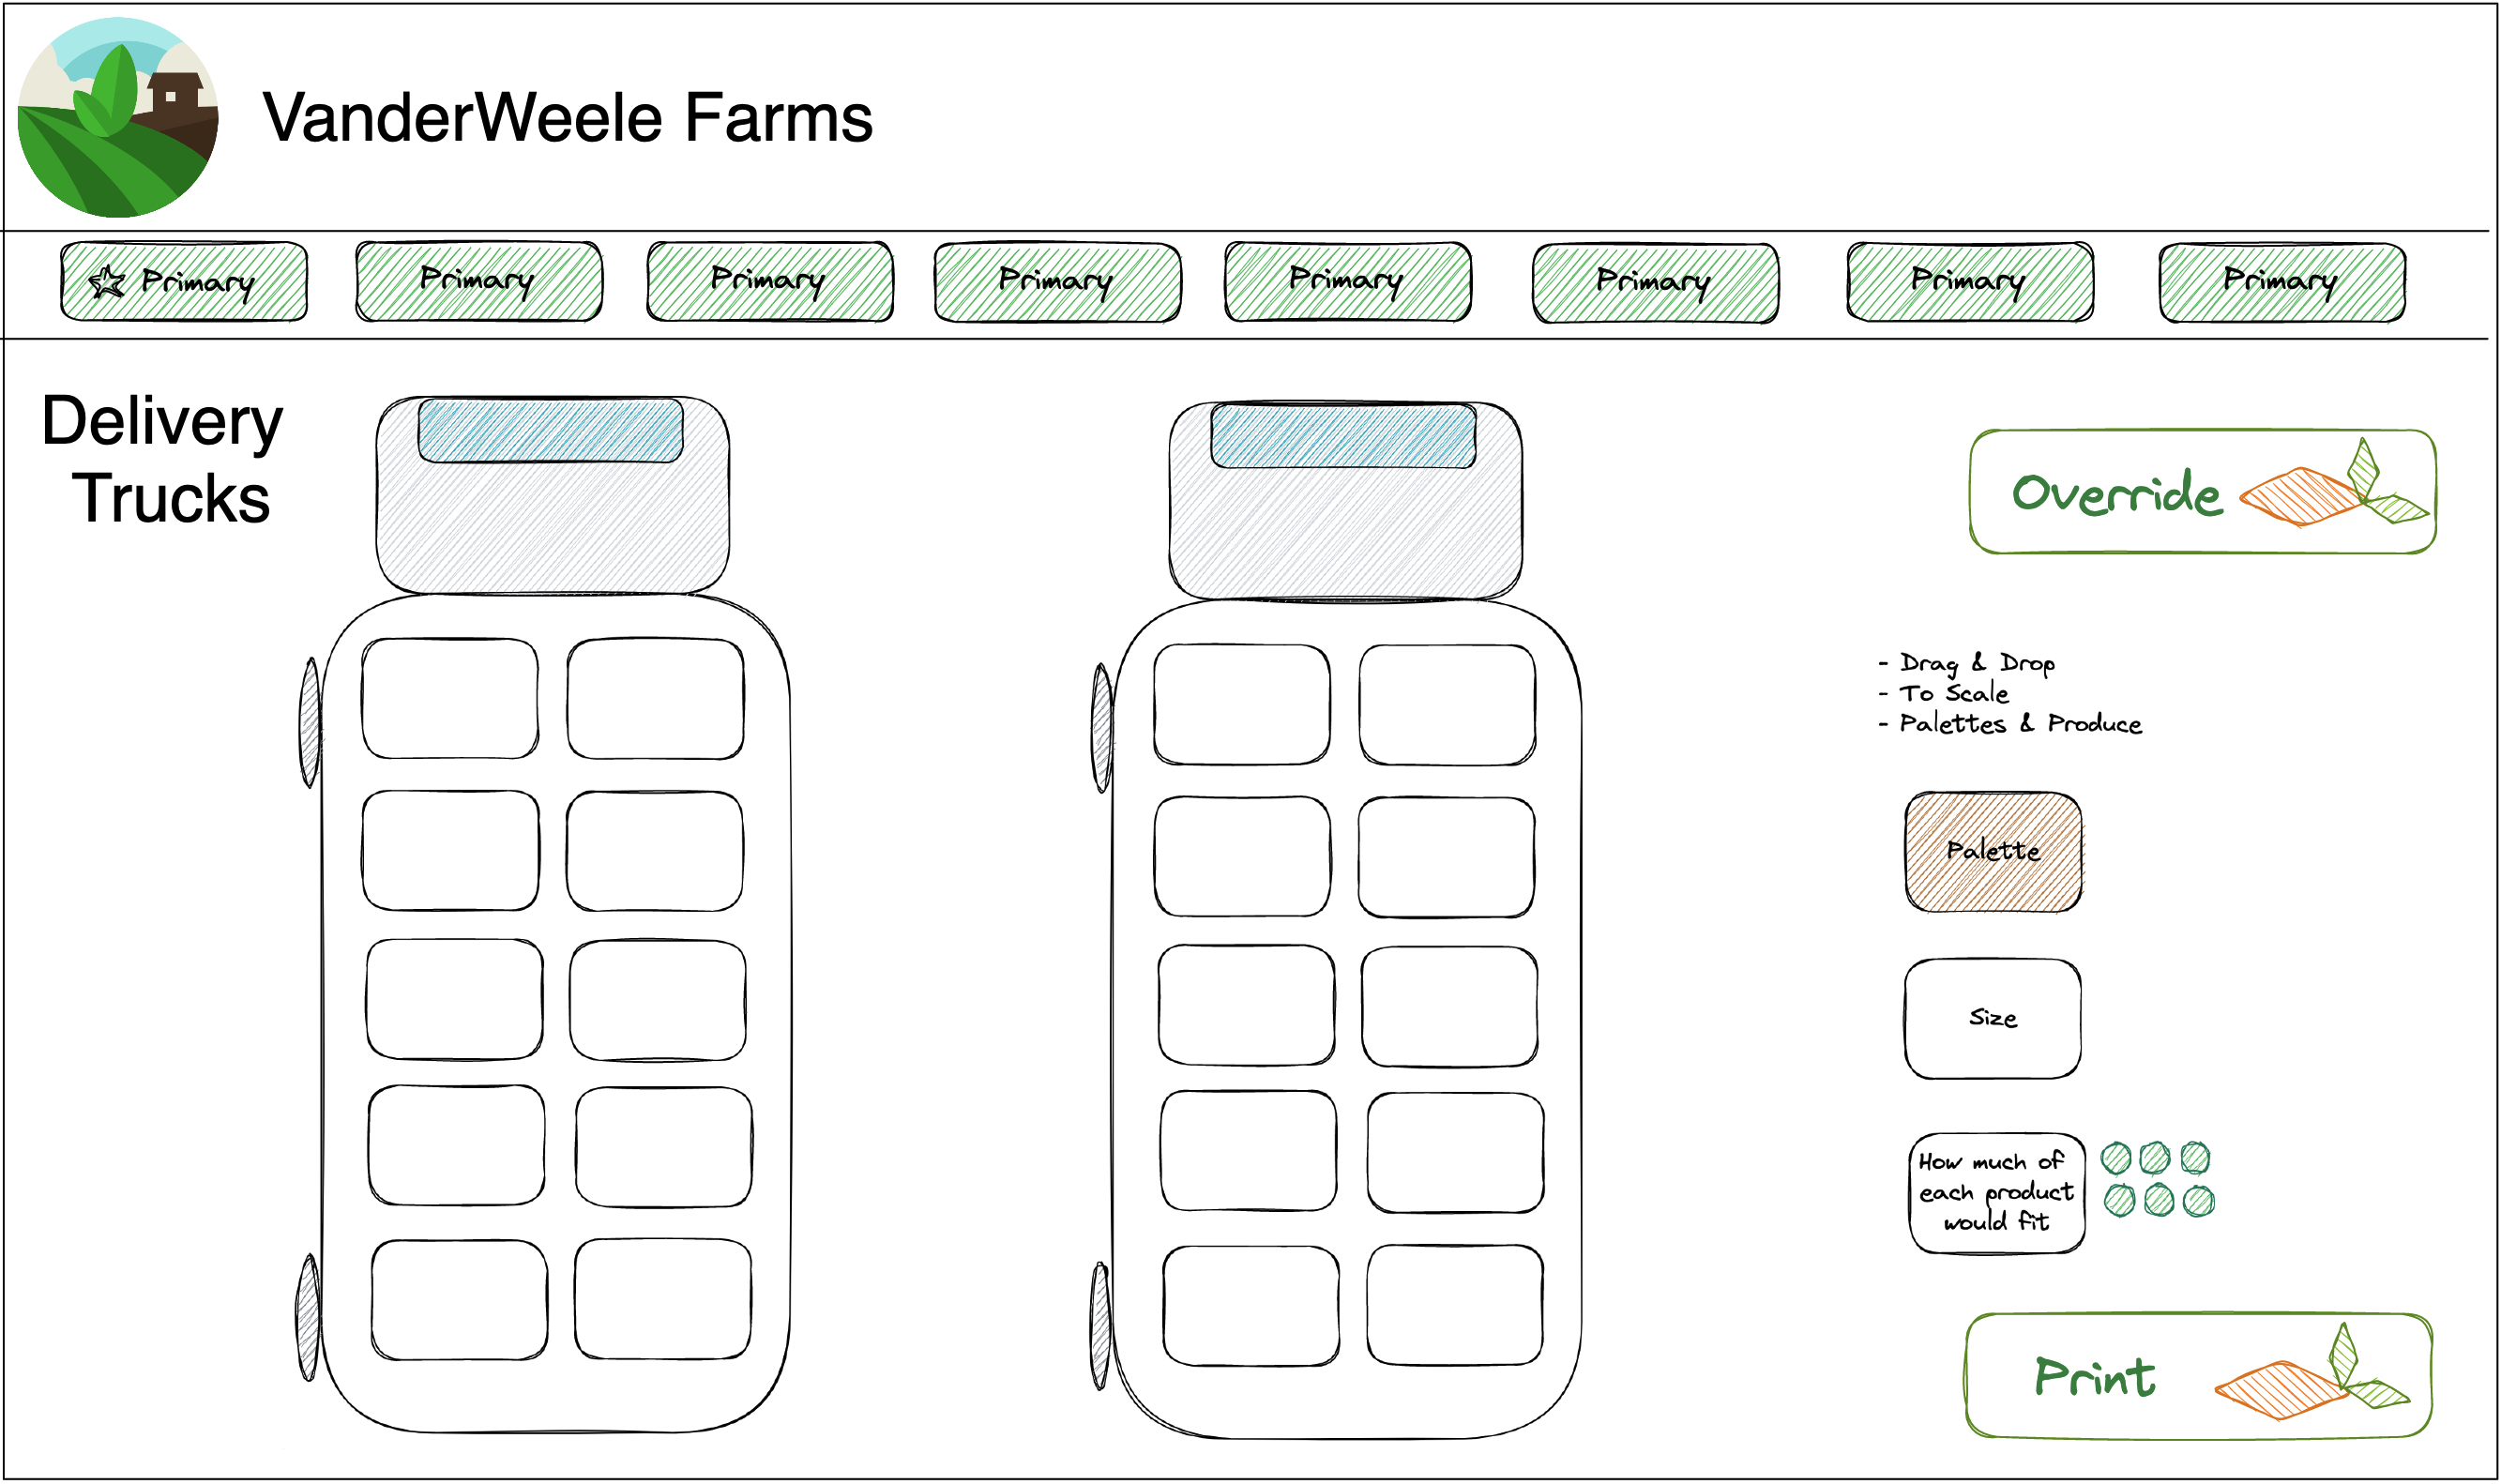 VanderWeele Farms
Primary
Primary
Primary
Primary
Primary
Primary
Primary
Primary
Delivery
Trucks
Override
- Drag & Drop
- To Scale
- Palettes & Produce
Palette
Size
How much of
each product
would fit
Print